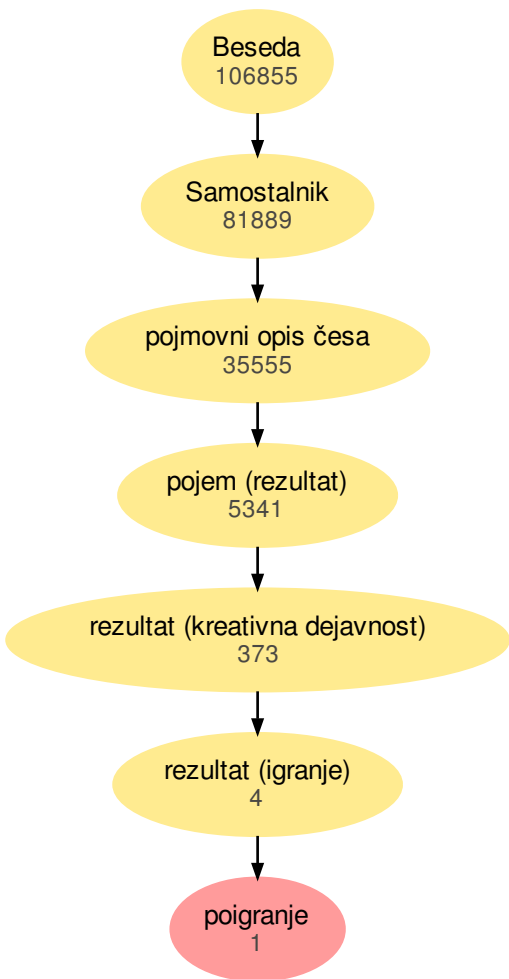 Beseda
106855
Samostalnik
81889
pojmovni opis česa
35555
pojem (rezultat)
5341
rezultat (kreativna dejavnost)
373
rezultat (igranje)
4
poigranje
1